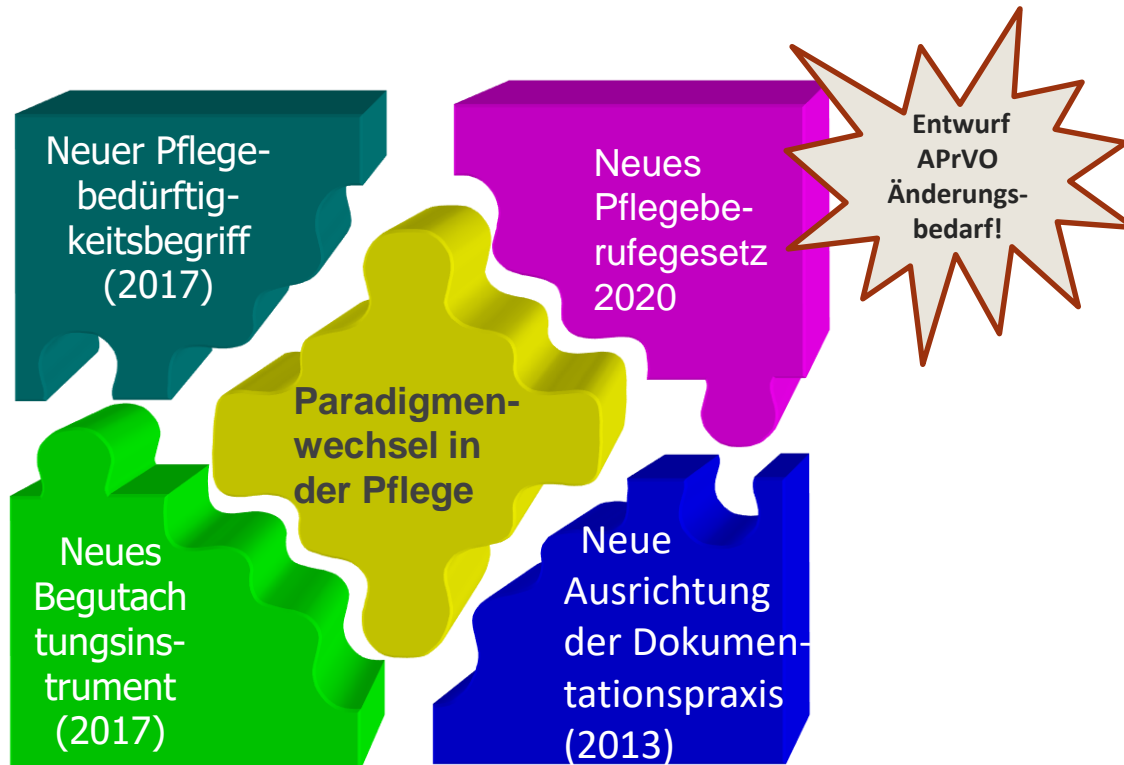 Neuer Pflege-
bedürftig-
keitsbegriff
(2017)
Neues
Pflegebe-
rufegesetz
2020
Entwurf
APrVO
Änderungs-
bedarf!
Paradigmen-
wechsel in
der Pflege
Neues
Begutach
tungsins-
trument
(2017)
Neue
Ausrichtung
der Dokumen-
tationspraxis
(2013)